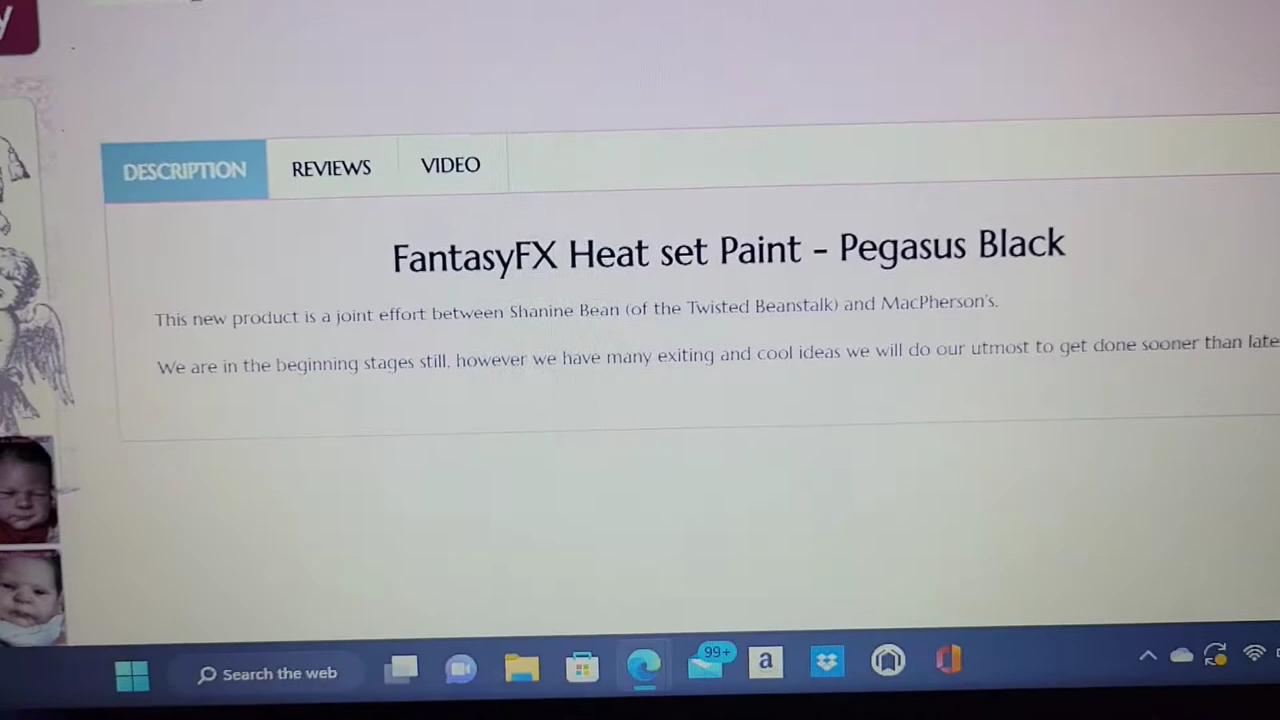 y
DESCRIPTION REVIEWS VIDEO
FantasyFX Heat set Paint - Pegasus Black
This new product is a joint effort between Shanine Bean (of the Twisted Beanstalk) and MacPherson's.
We are in the beginning stages still, however we have many exiting and cool ideas we will do our utmost to get done sooner than late
99+
a
Search the web